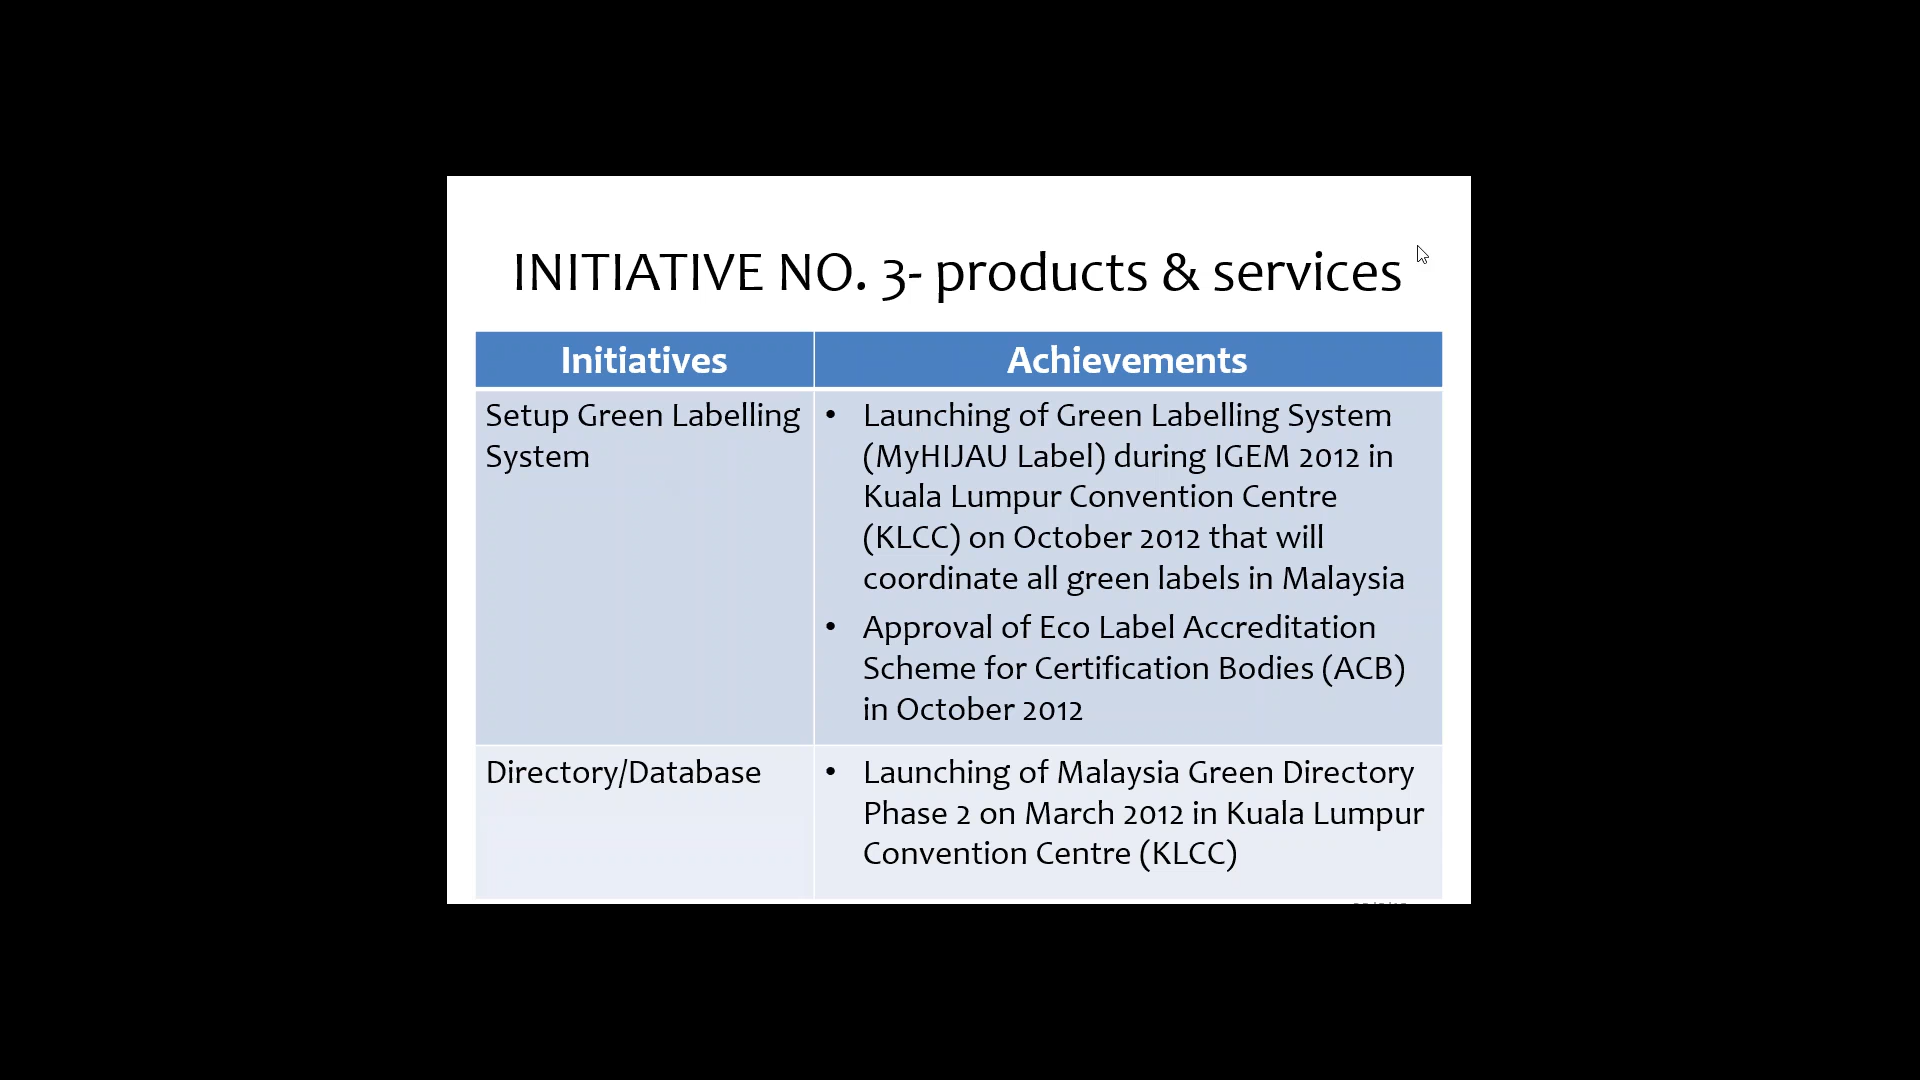 INITIATIVE NO. 3- products & services
Initiatives
Achievements
Setup Green Labelling
System
• Launching of Green Labelling System
(MyHIJAU Label) during IGEM 2012 in
Kuala Lumpur Convention Centre
(KLCC) on October 2012 that will
coordinate all green labels in Malaysia
• Approval of Eco Label Accreditation
Scheme for Certification Bodies (ACB)
in October 2012
Directory/Database
• Launching of Malaysia Green Directory
Phase 2 on March 2012 in Kuala Lumpur
Convention Centre (KLCC)